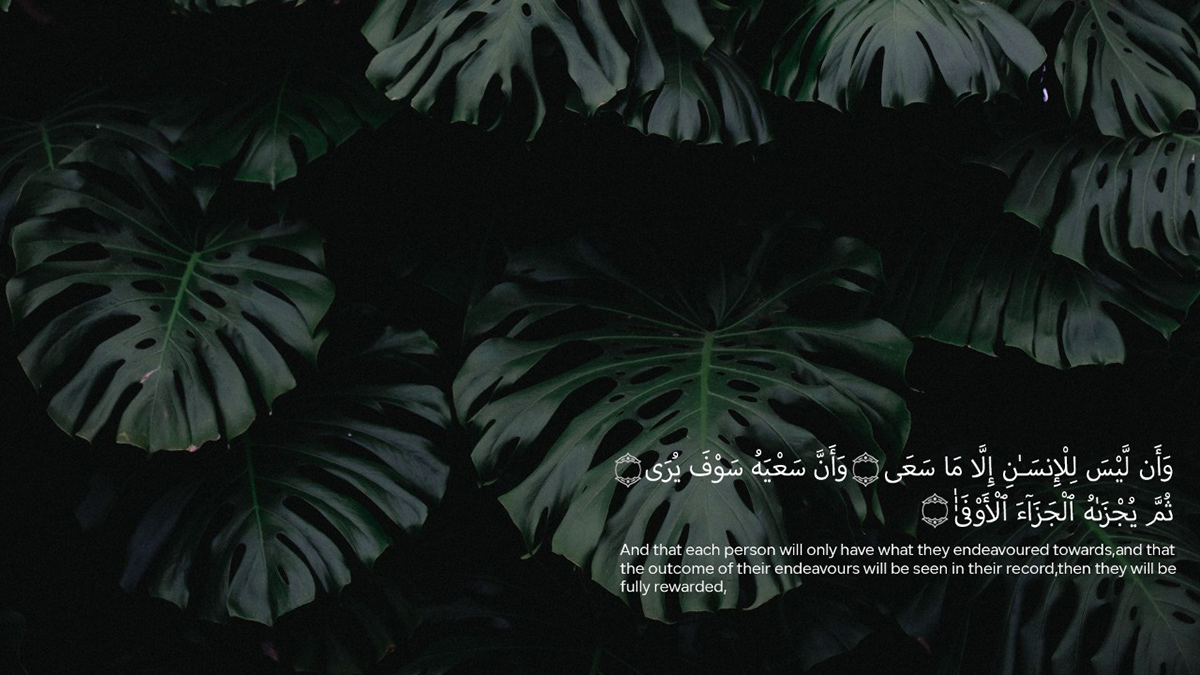 وَأَن لَّيْسَ لِلْإِنسَـٰنِ إِلَّا مَا سَعَى ۝ وَأَنَّ سَعْيَهُ سَوْفَ يُرَى ۝
ثُمَّ يُجْزَىٰهُ ٱلْجَزَآءَ ٱلْأَوْفَىٰ ۝
And that each person will only have what they endeavoured towards,and that
the outcome of their endeavours will be seen in their record,then they will be
fully rewarded,